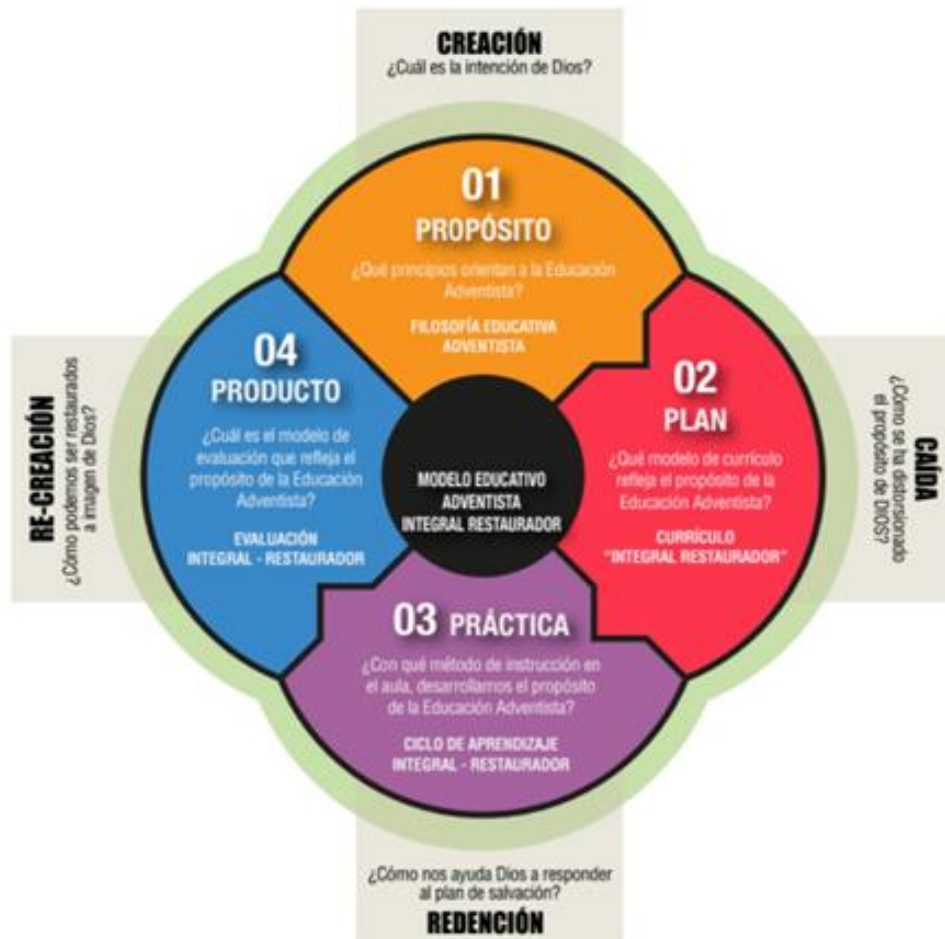 CREACIÓN
¿Cuál es la intención de Dios?
01
PROPÓSITO
¿Qué principios orientan a la Educación
Adventista?
FILOSOFÍA EDUCATIVA
ADVENTISTA
02
PLAN
¿Qué modelo de currículo
refleja el propósito de la
Educación Adventista?
CURRÍCULO
"INTEGRAL RESTAURADOR"
CAÍDA
¿Cómo se ha distorsionado
el propósito de DIOS?
MODELO EDUCATIVO
ADVENTISTA
INTEGRAL RESTAURADOR
03 PRÁCTICA
¿Con qué método de instrucción en
el aula, desarrollamos el propósito
de la Educación Adventista?
CICLO DE APRENDIZAJE
INTEGRAL - RESTAURADOR
¿Cómo nos ayuda Dios a responder
al plan de salvación?
REDENCIÓN
04
PRODUCTO
¿Cuál es el modelo de
evaluación que refleja el
propósito de la Educación
Adventista?
EVALUACIÓN
INTEGRAL - RESTAURADOR
RE-CREACIÓN
¿Cómo podemos ser restaurados
a imagen de Dios?